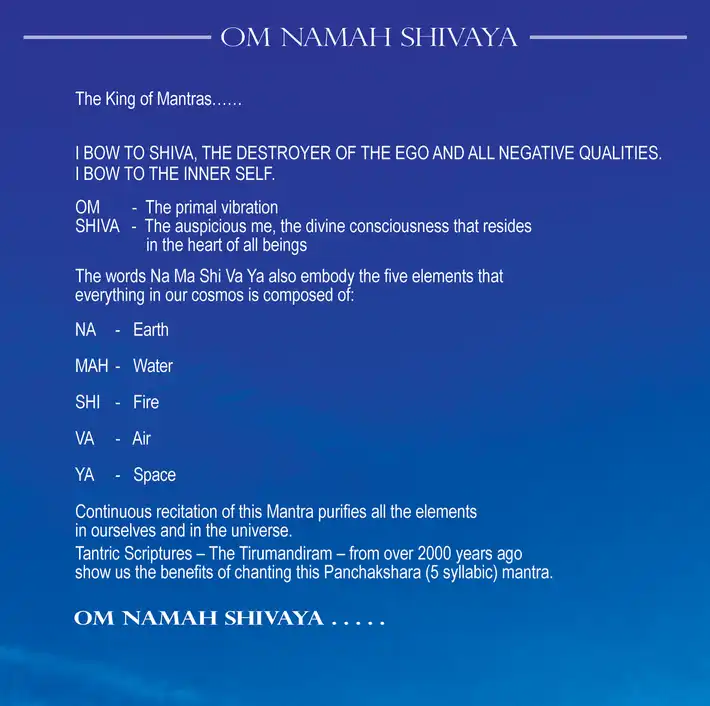 OM NAMAH SHIVAYA
The King of Mantras......
I BOW TO SHIVA, THE DESTROYER OF THE EGO AND ALL NEGATIVE QUALITIES.
I BOW TO THE INNER SELF.
OM - The primal vibration
SHIVA - The auspicious me, the divine consciousness that resides
in the heart of all beings
The words Na Ma Shi Va Ya also embody the five elements that
everything in our cosmos is composed of:
NA - Earth
MAH - Water
SHI - Fire
VA - Air
YA - Space
Continuous recitation of this Mantra purifies all the elements
in ourselves and in the universe.
Tantric Scriptures – The Tirumandiram – from over 2000 years ago
show us the benefits of chanting this Panchakshara (5 syllabic) mantra.
OM NAMAH SHIVAYA . . . . .